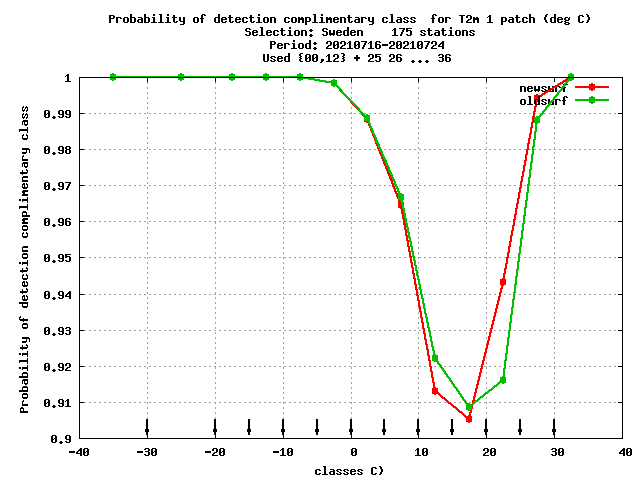 Probability of detection complimentary class  for T2m 1 patch (deg C)
Selection: Sweden    175 stations
Period: 20210716-20210724
Used {00,12} + 25 26 ... 36
newsurf
oldsurf
Probability of detection complimentary class
1
0,99
0,98
0,97
0,96
0,95
0,94
0,93
0,92
0,91
0,9
-40 -30 -20 -10 0 10 20 30 40
classes C)